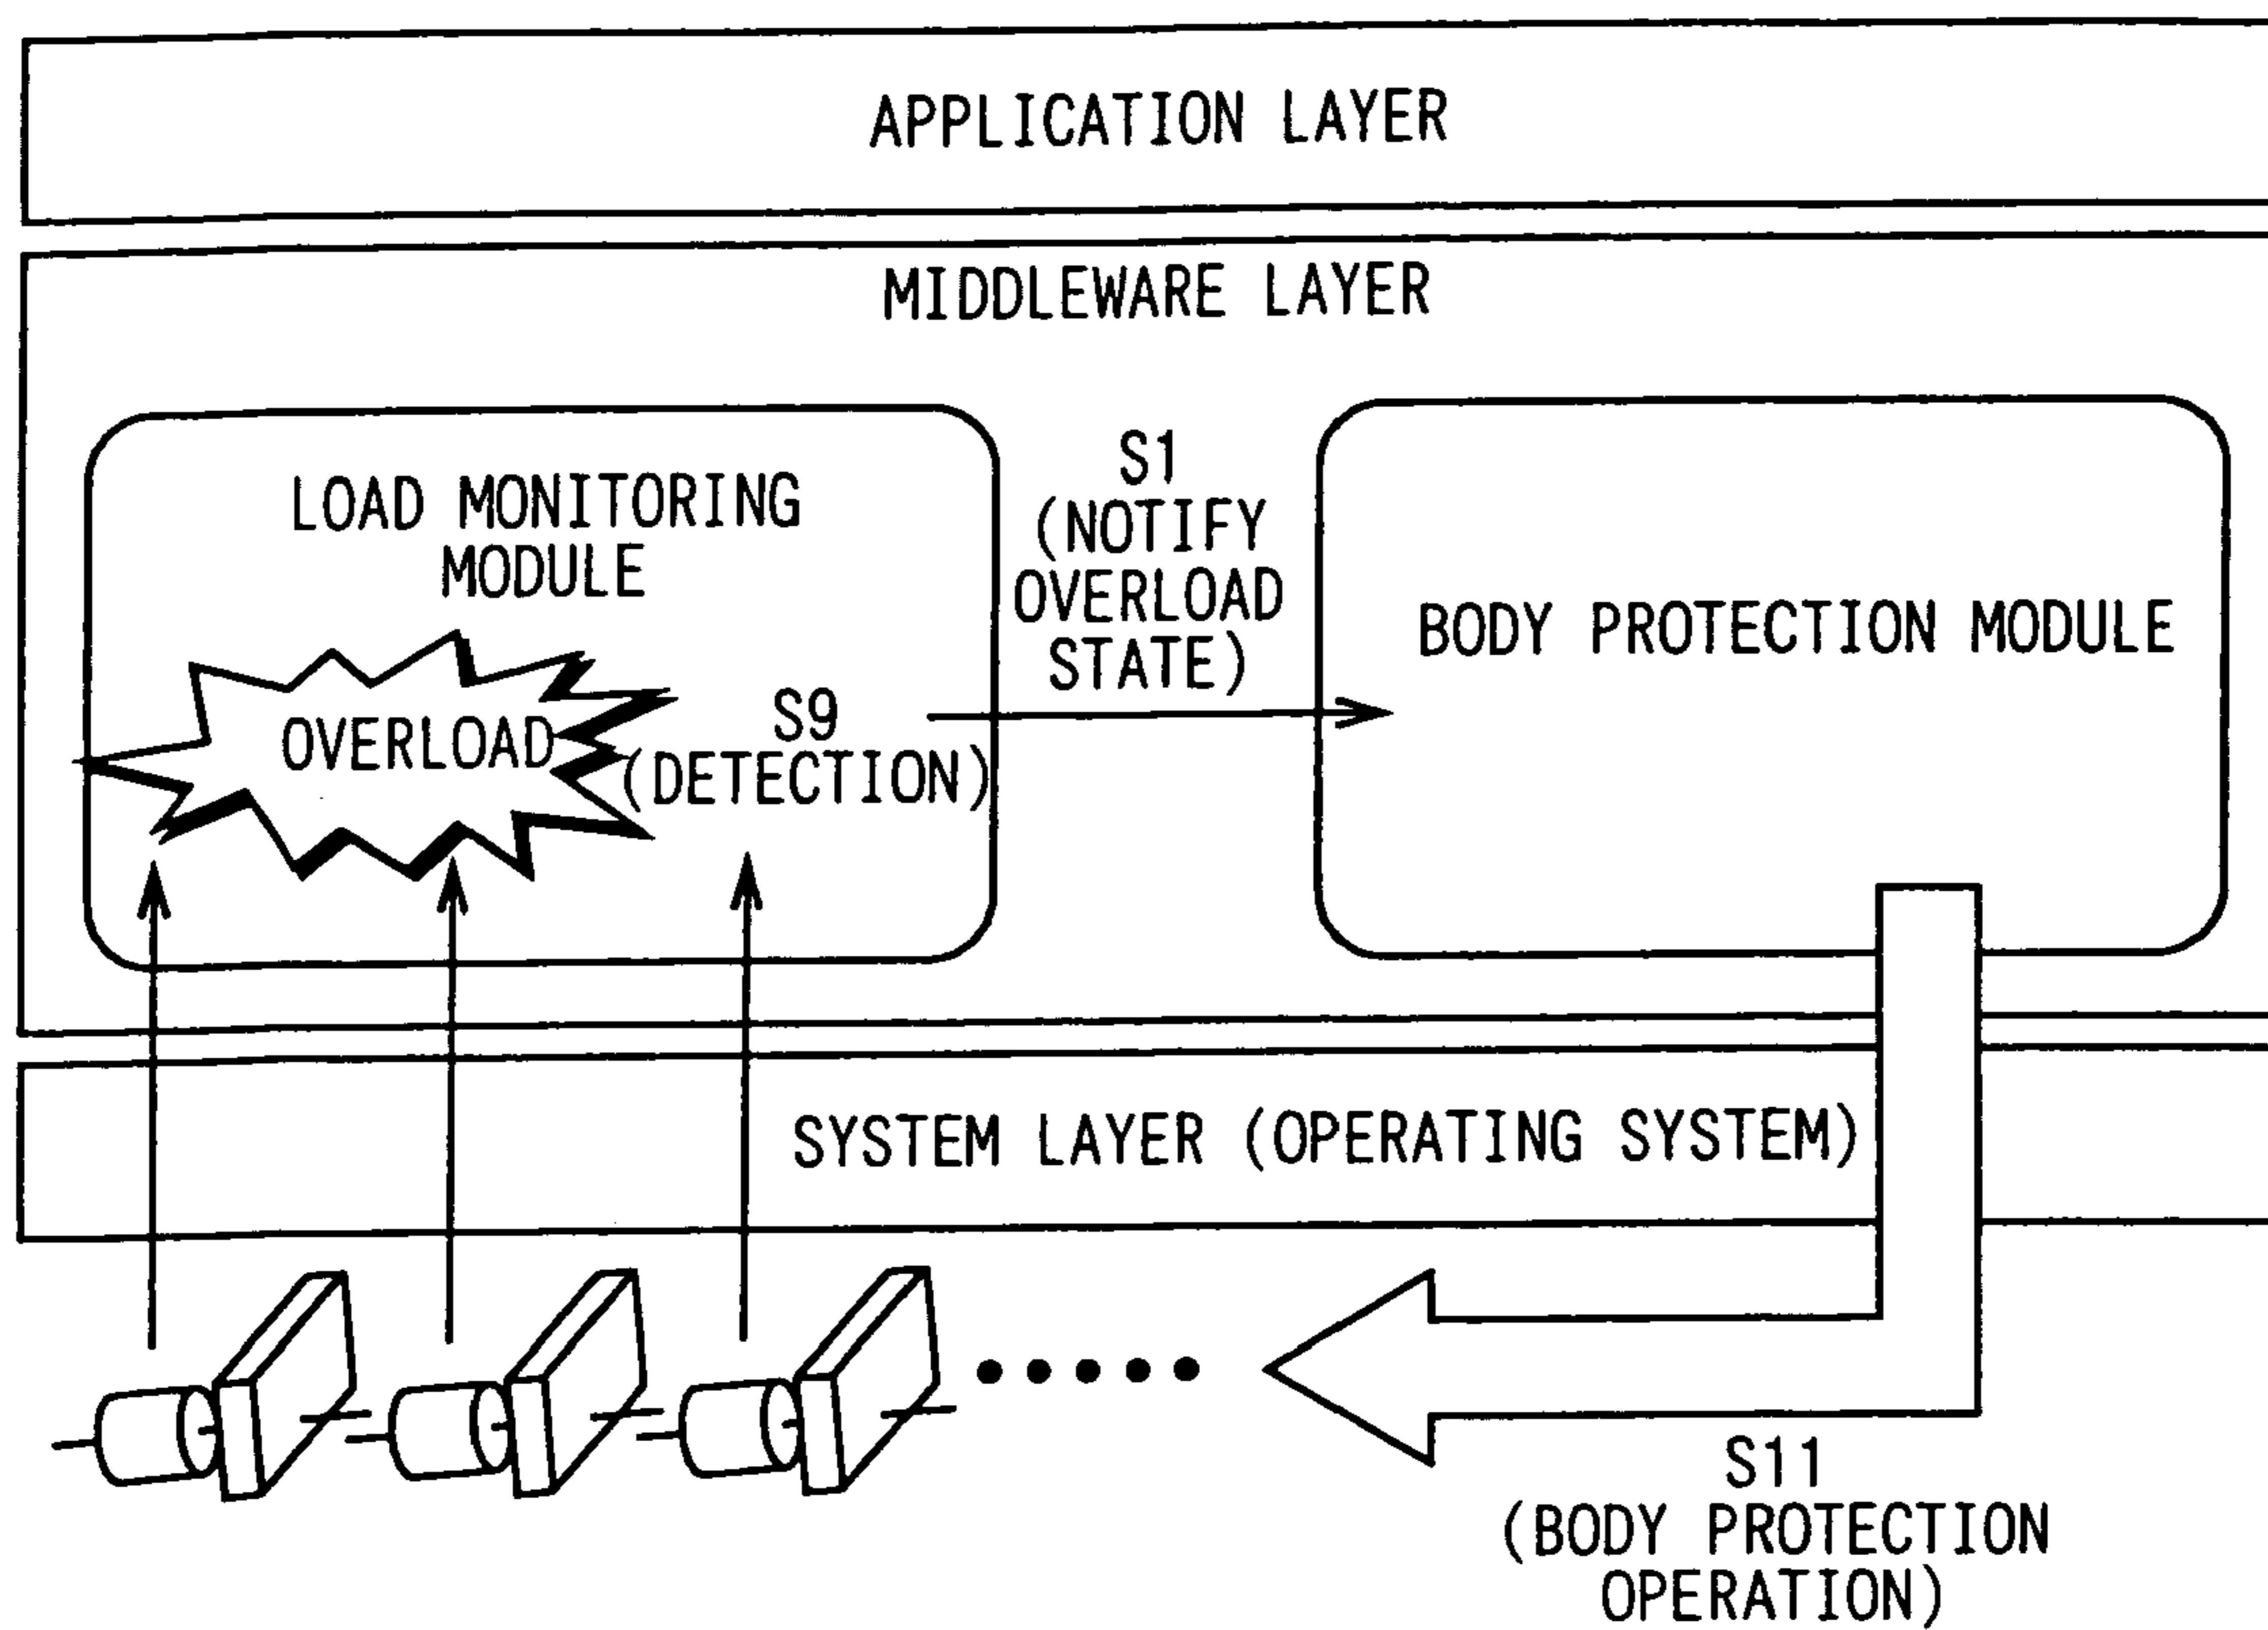 APPLICATION LAYER
MIDDLEWARE LAYER
LOAD MONITORING
MODULE
OVERLOAD
S9
(DETECTION)
S1
(NOTIFY
OVERLOAD
STATE)
BODY PROTECTION MODULE
SYSTEM LAYER (OPERATING SYSTEM)
S11
(BODY PROTECTION
OPERATION)